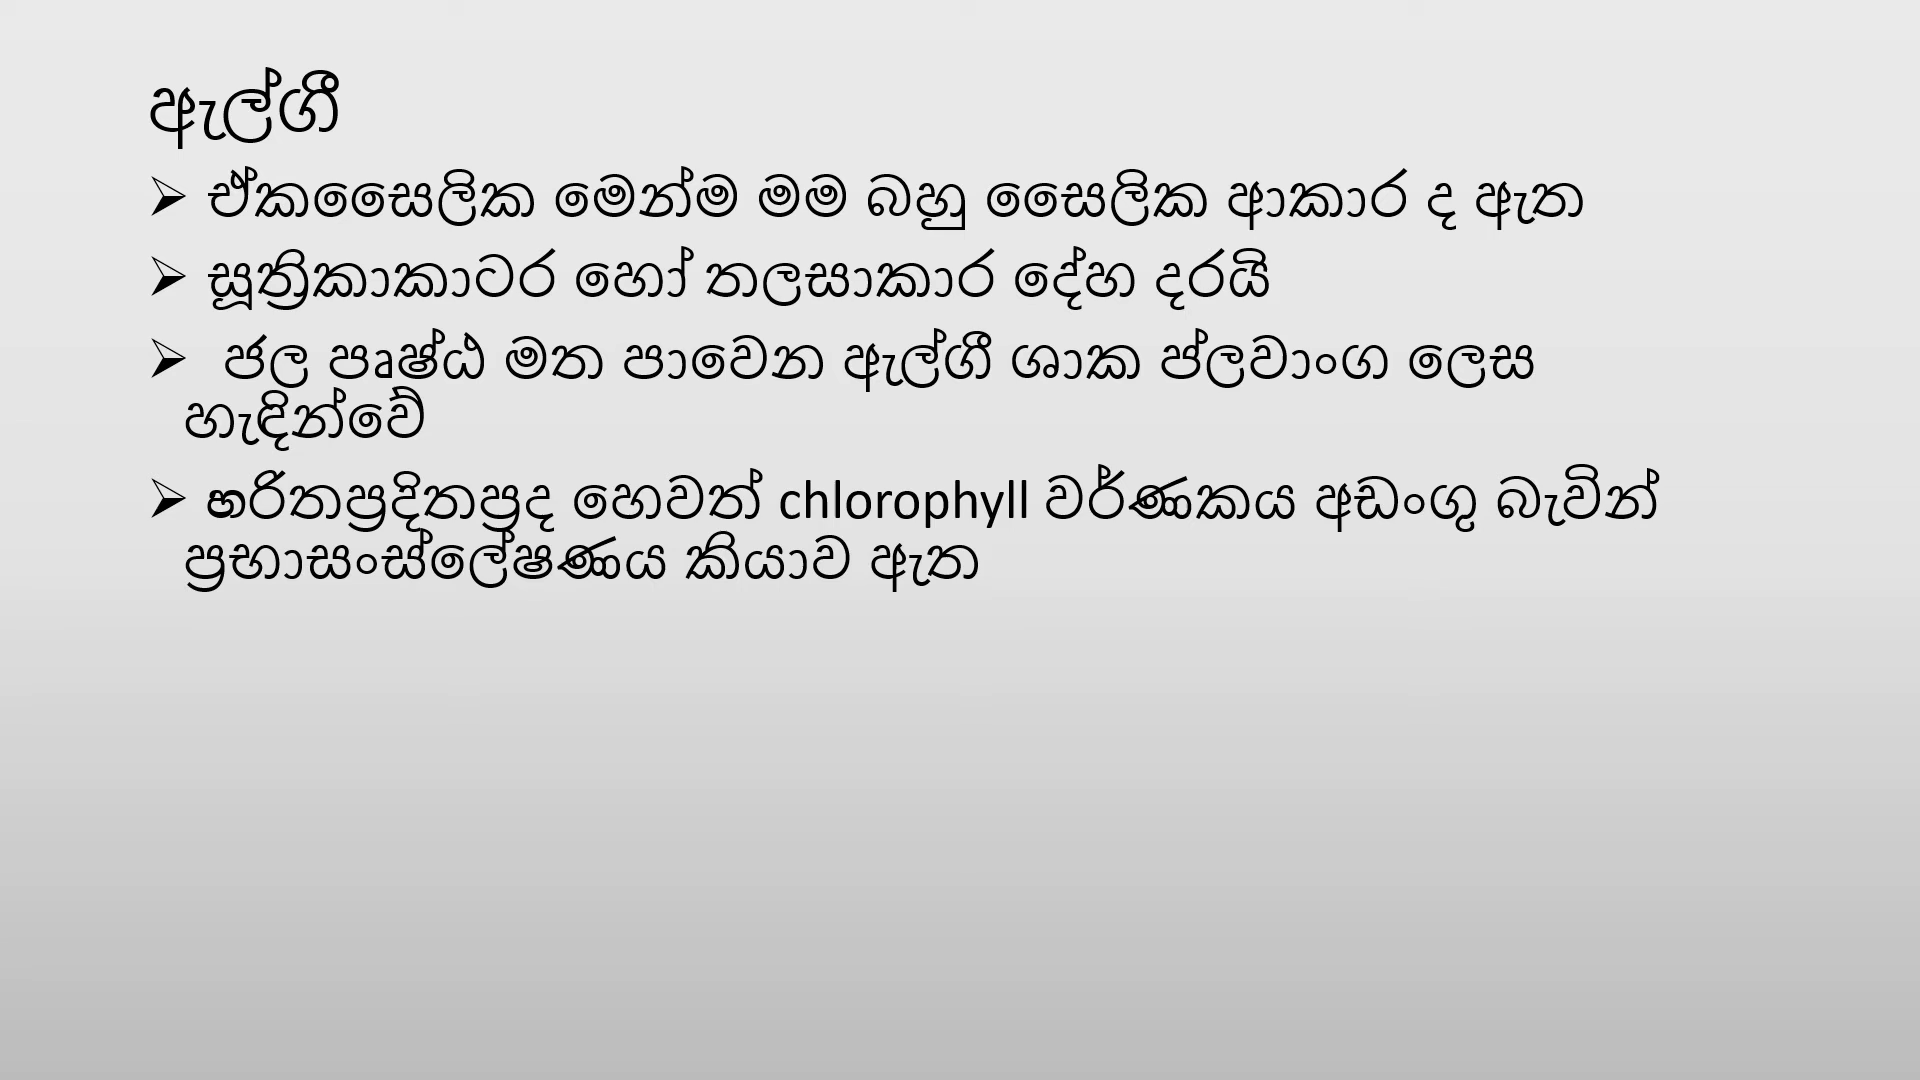 ඇල්ගී
➢ ඒකසෛලික මෙන්ම මම බහු සෛලික ආකාර ද ඇත
➢ සූත්‍රිකාකාටර හෝ තලසාකාර දේහ දරයි
➢ ජල පෘෂ්ඨ මත පාවෙන ඇල්ගී ශාක ප්ලවාංග ලෙස
හැඳින්වේ
➢ හරිතප්‍රදිතප්‍රද හෙවත් chlorophyll වර්ණකය අඩංගු බැවින්
ප්‍රභාසංස්ලේෂණය කියාව ඇත